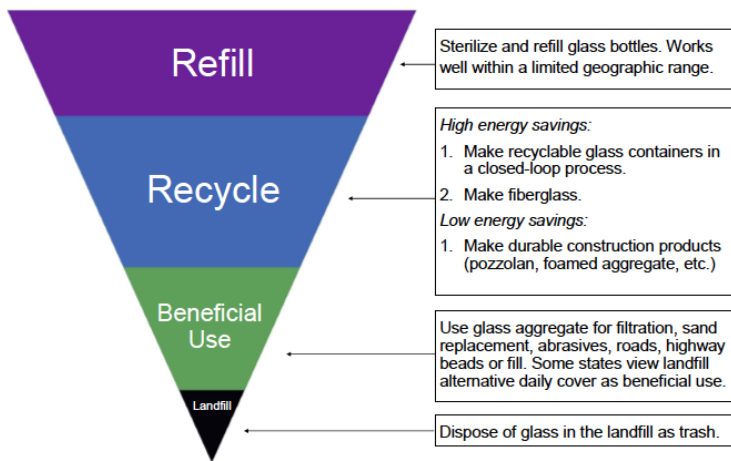 Refill
Sterilize and refill glass bottles. Works
well within a limited geographic range.
Recycle
High energy savings:
1. Make recyclable glass containers in
a closed-loop process.
2. Make fiberglass.
Low energy savings:
1. Make durable construction products
(pozzolan, foamed aggregate, etc.)
Beneficial
Use
Use glass aggregate for filtration, sand
replacement, abrasives, roads, highway
beads or fill. Some states view landfill
alternative daily cover as beneficial use.
Landfill
Dispose of glass in the landfill as trash.